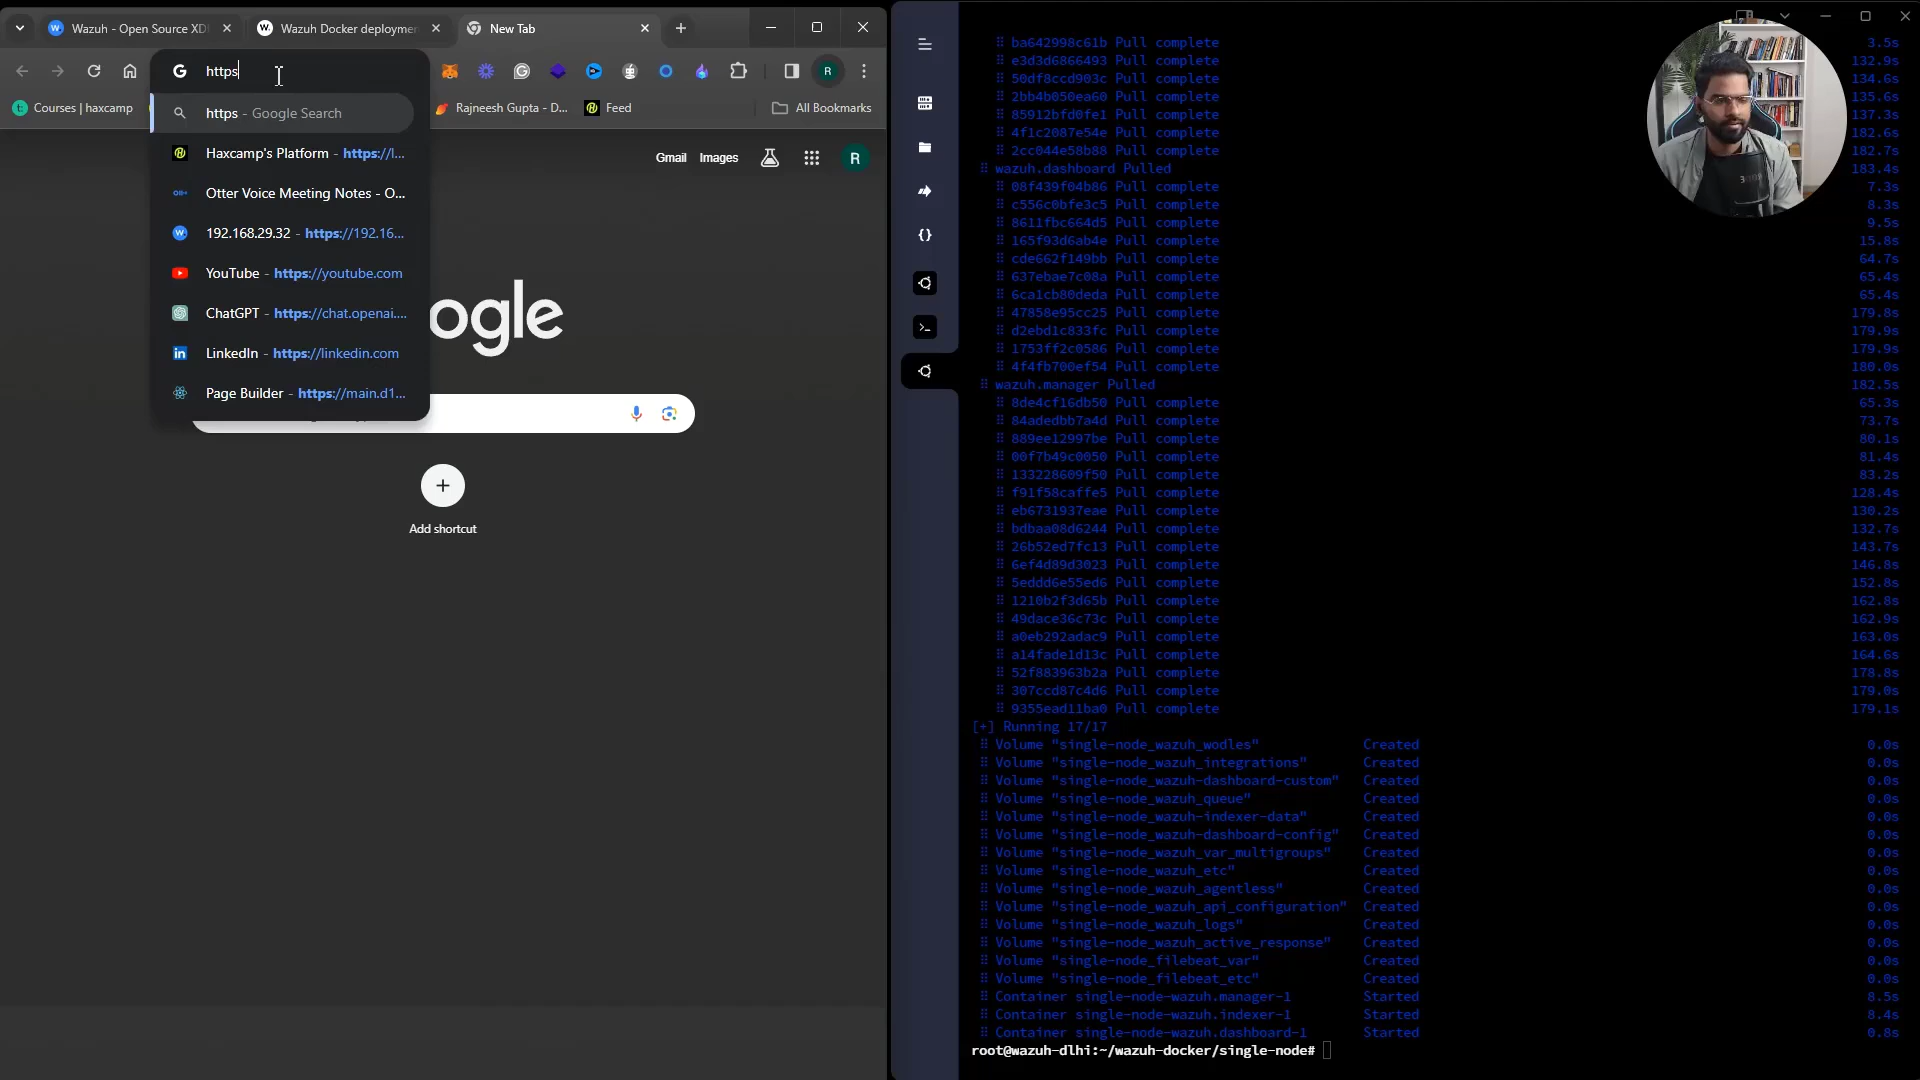 Wazuh - Open Source XD
Wazuh Docker deploymen
New Tab
https
Courses | haxcamp
Rajneesh Gupta - D...
Feed
All Bookmarks
https - Google Search
Haxcamp's Platform - https://l...
Otter Voice Meeting Notes - O...
192.168.29.32 - https://192.16...
YouTube - https://youtube.com
ChatGPT - https://chat.openai....
LinkedIn - https://linkedin.com
Page Builder - https://main.d1...
Gmail
Images
R
R
ogle
Add shortcut
ba642998c61b Pull complete 3.5s
e3d3d6866493 Pull complete 132.9s
50df8ccd903c Pull complete 134.6s
2bb4b050ea60 Pull complete 135.6s
85912bfd0fe1 Pull complete 137.3s
4f1c2087e54e Pull complete 182.6s
2cc044e58b88 Pull complete 182.7s
wazuh.dashboard Pulled 183.4s
08f439f04b86 Pull complete 7.3s
c556c0bfe3c5 Pull complete 8.3s
8611fbc664d5 Pull complete 9.5s
165f93d6ab4e Pull complete 15.8s
cde662f149bb Pull complete 64.7s
637ebae7c08a Pull complete 65.4s
6ca1cb80deda Pull complete 65.4s
47858e95cc25 Pull complete 179.8s
d2ebd1c833fc Pull complete 179.9s
1753ff2c0586 Pull complete 179.9s
4f4fb700ef54 Pull complete 180.0s
wazuh.manager Pulled 182.5s
8de4cf16db50 Pull complete 65.3s
84adedbb7a4d Pull complete 73.7s
889ee12997be Pull complete 80.1s
00f7b49c0050 Pull complete 81.4s
133228609f50 Pull complete 83.2s
f91f58caffe5 Pull complete 128.4s
eb6731937eae Pull complete 130.2s
bdbaa08d6244 Pull complete 132.7s
26b52ed7fc13 Pull complete 143.7s
6ef4d89d3023 Pull complete 146.8s
5eddd6e55ed6 Pull complete 152.8s
1210b2f3d65b Pull complete 162.8s
49dace36c73c Pull complete 162.9s
a0eb292adac9 Pull complete 163.0s
a14fade1d13c Pull complete 164.6s
52f883963b2a Pull complete 178.8s
307ccd87c4d6 Pull complete 179.0s
9355ead11ba0 Pull complete 179.1s
[+] Running 17/17
Volume "single-node_wazuh_wodles" Created 0.0s
Volume "single-node_wazuh_integrations" Created 0.0s
Volume "single-node_wazuh-dashboard-custom" Created 0.0s
Volume "single-node_wazuh_queue" Created 0.0s
Volume "single-node_wazuh-indexer-data" Created 0.0s
Volume "single-node_wazuh-dashboard-config" Created 0.0s
Volume "single-node_wazuh_var_multigroups" Created 0.0s
Volume "single-node_wazuh_etc" Created 0.0s
Volume "single-node_wazuh_agentless" Created 0.0s
Volume "single-node_wazuh_api_configuration" Created 0.0s
Volume "single-node_wazuh_logs" Created 0.0s
Volume "single-node_wazuh_active_response" Created 0.0s
Volume "single-node_filebeat_var" Created 0.0s
Volume "single-node_filebeat_etc" Created 0.0s
Container single-node-wazuh.manager-1 Started 8.5s
Container single-node-wazuh.indexer-1 Started 8.4s
Container single-node-wazuh.dashboard-1 Started 0.8s
root@wazuh-dlhi:~/wazuh-docker/single-node#